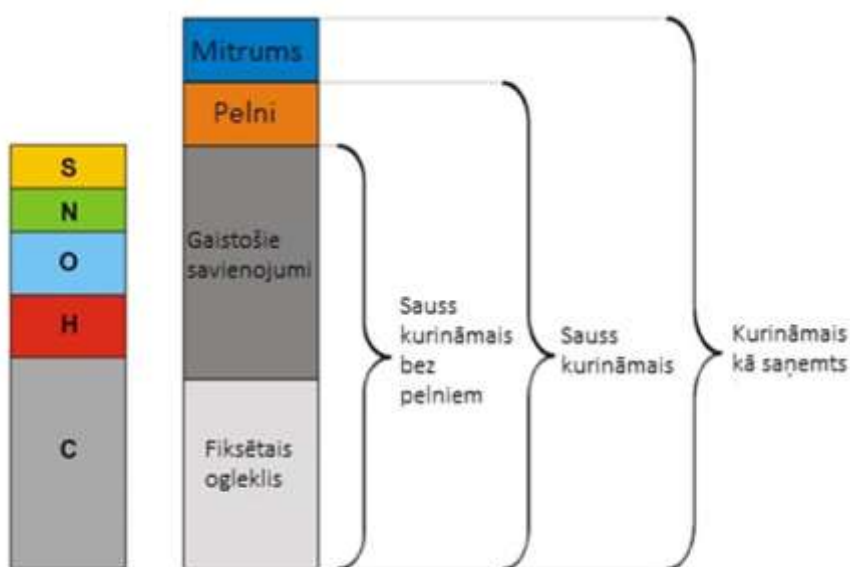 Mitrums
Pelni
Gaistošie
savienojumi
Fiksētais
ogleklis
S
N
O
H
C
Sauss
kurināmais
bez
pelniem
Sauss
kurināmais
Kurināmais
kā saņemts